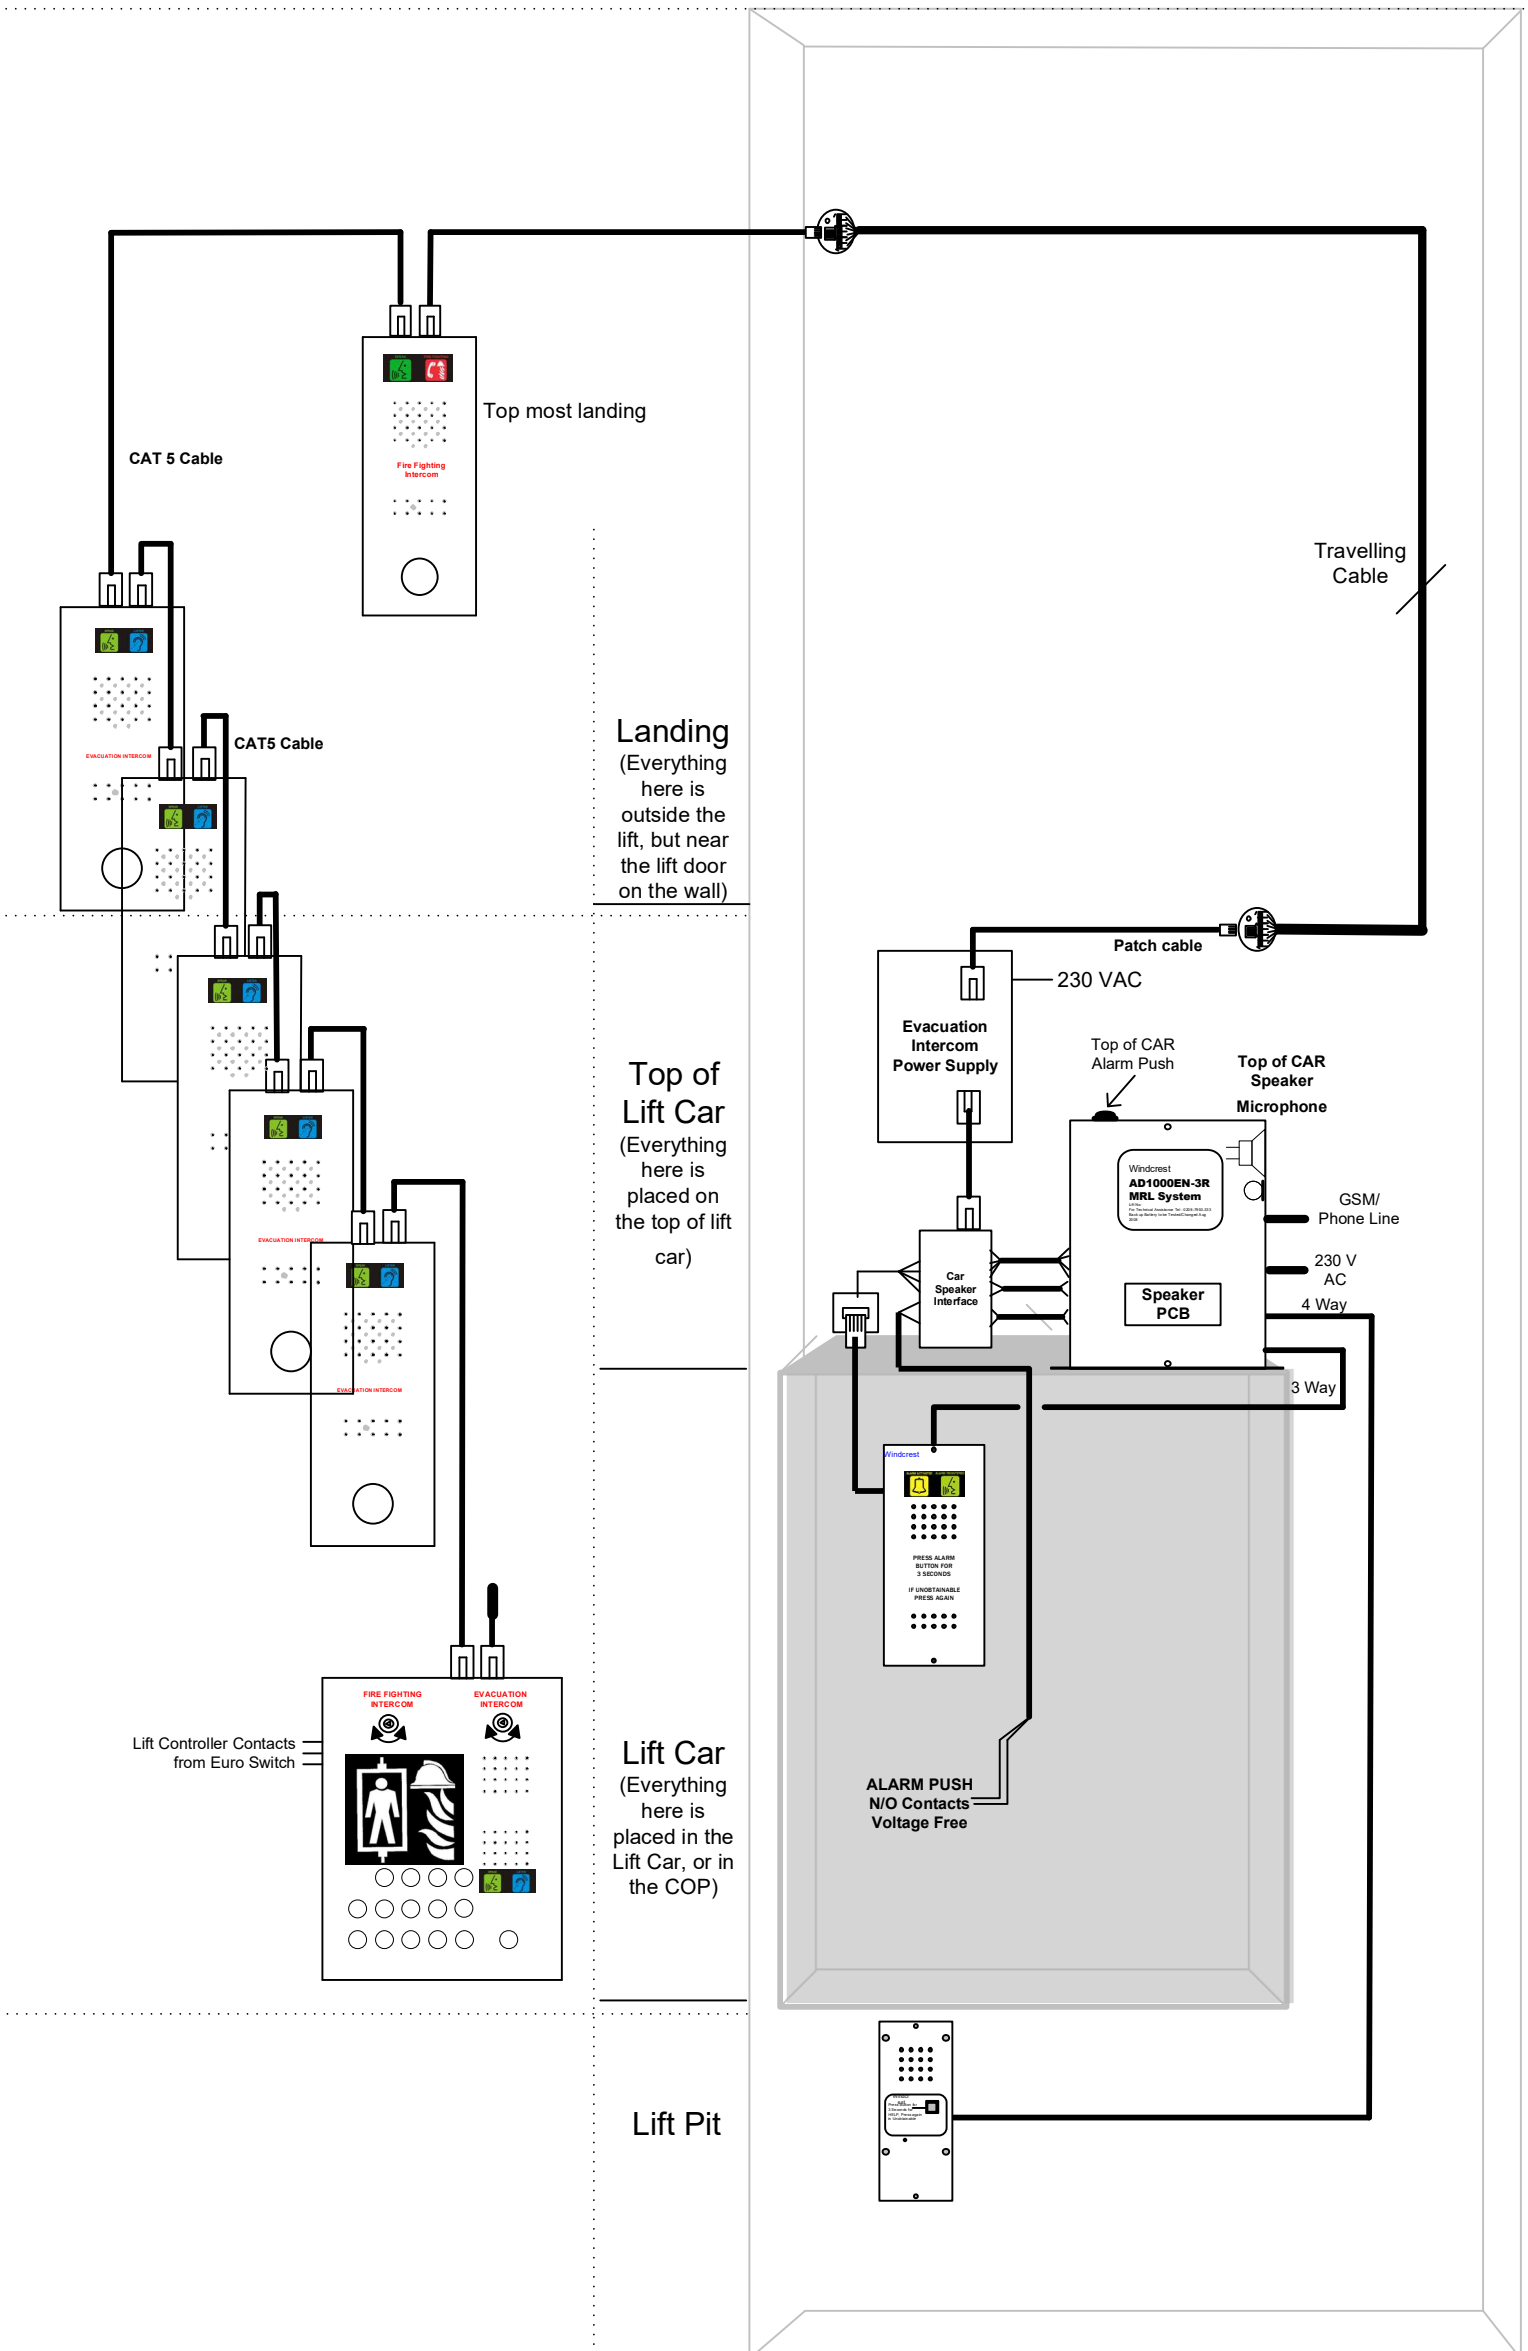 Top most landing
CAT 5 Cable
Fire Fighting
Intercom
Travelling
Cable
CAT5 Cable
EVACUATION INTERCOM
Landing
(Everything
here is
outside the
lift, but near
the lift door
on the wall)
Patch cable
230 VAC
Evacuation
Intercom
Power Supply
Top of CAR
Alarm Push
Top of CAR
Speaker
Microphone
Top of
Lift Car
(Everything
here is
placed on
the top of lift
car)
Windcrest
AD1000EN-3R
MRL System
GSM/
Phone Line
230 V
AC
4 Way
3 Way
Car
Speaker
Interface
Speaker
PCB
EVACUATION INTERCOM
EVACUATION INTERCOM
Windcrest
PRESS ALARM
BUTTON FOR
3 SECONDS
IF UNOBTAINABLE
PRESS AGAIN
FIRE FIGHTING
INTERCOM
EVACUATION
INTERCOM
Lift Controller Contacts
from Euro Switch
Lift Car
(Everything
here is
placed in the
Lift Car, or in
the COP)
ALARM PUSH
N/O Contacts
Voltage Free
Lift Pit